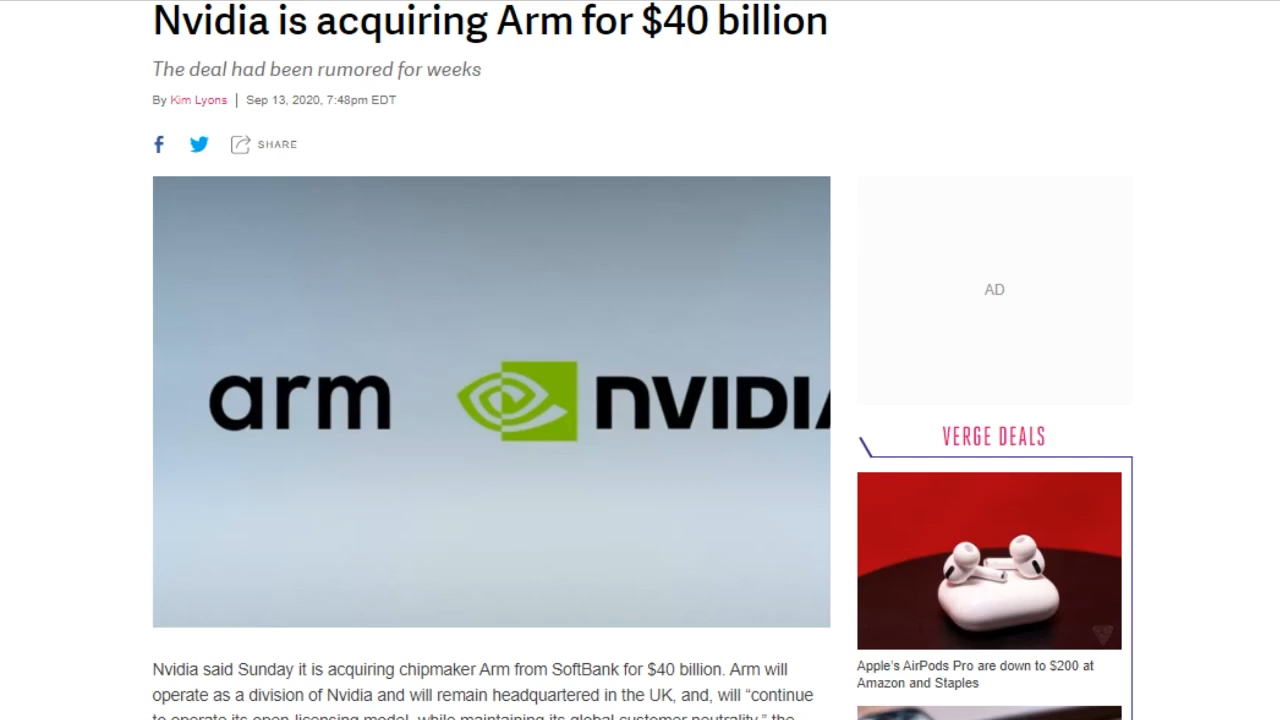 Nvidia is acquiring Arm for $40 billion
The deal had been rumored for weeks
By Kim Lyons | Sep 13, 2020, 7:48pm EDT
SHARE
arm NVIDIA
AD
VERGE DEALS
Apple's AirPods Pro are down to $200 at
Amazon and Staples
Nvidia said Sunday it is acquiring chipmaker Arm from SoftBank for $40 billion. Arm will
operate as a division of Nvidia and will remain headquartered in the UK, and, will “continue
to operate its open-licensing model, while maintaining its global customer neutrality,” the